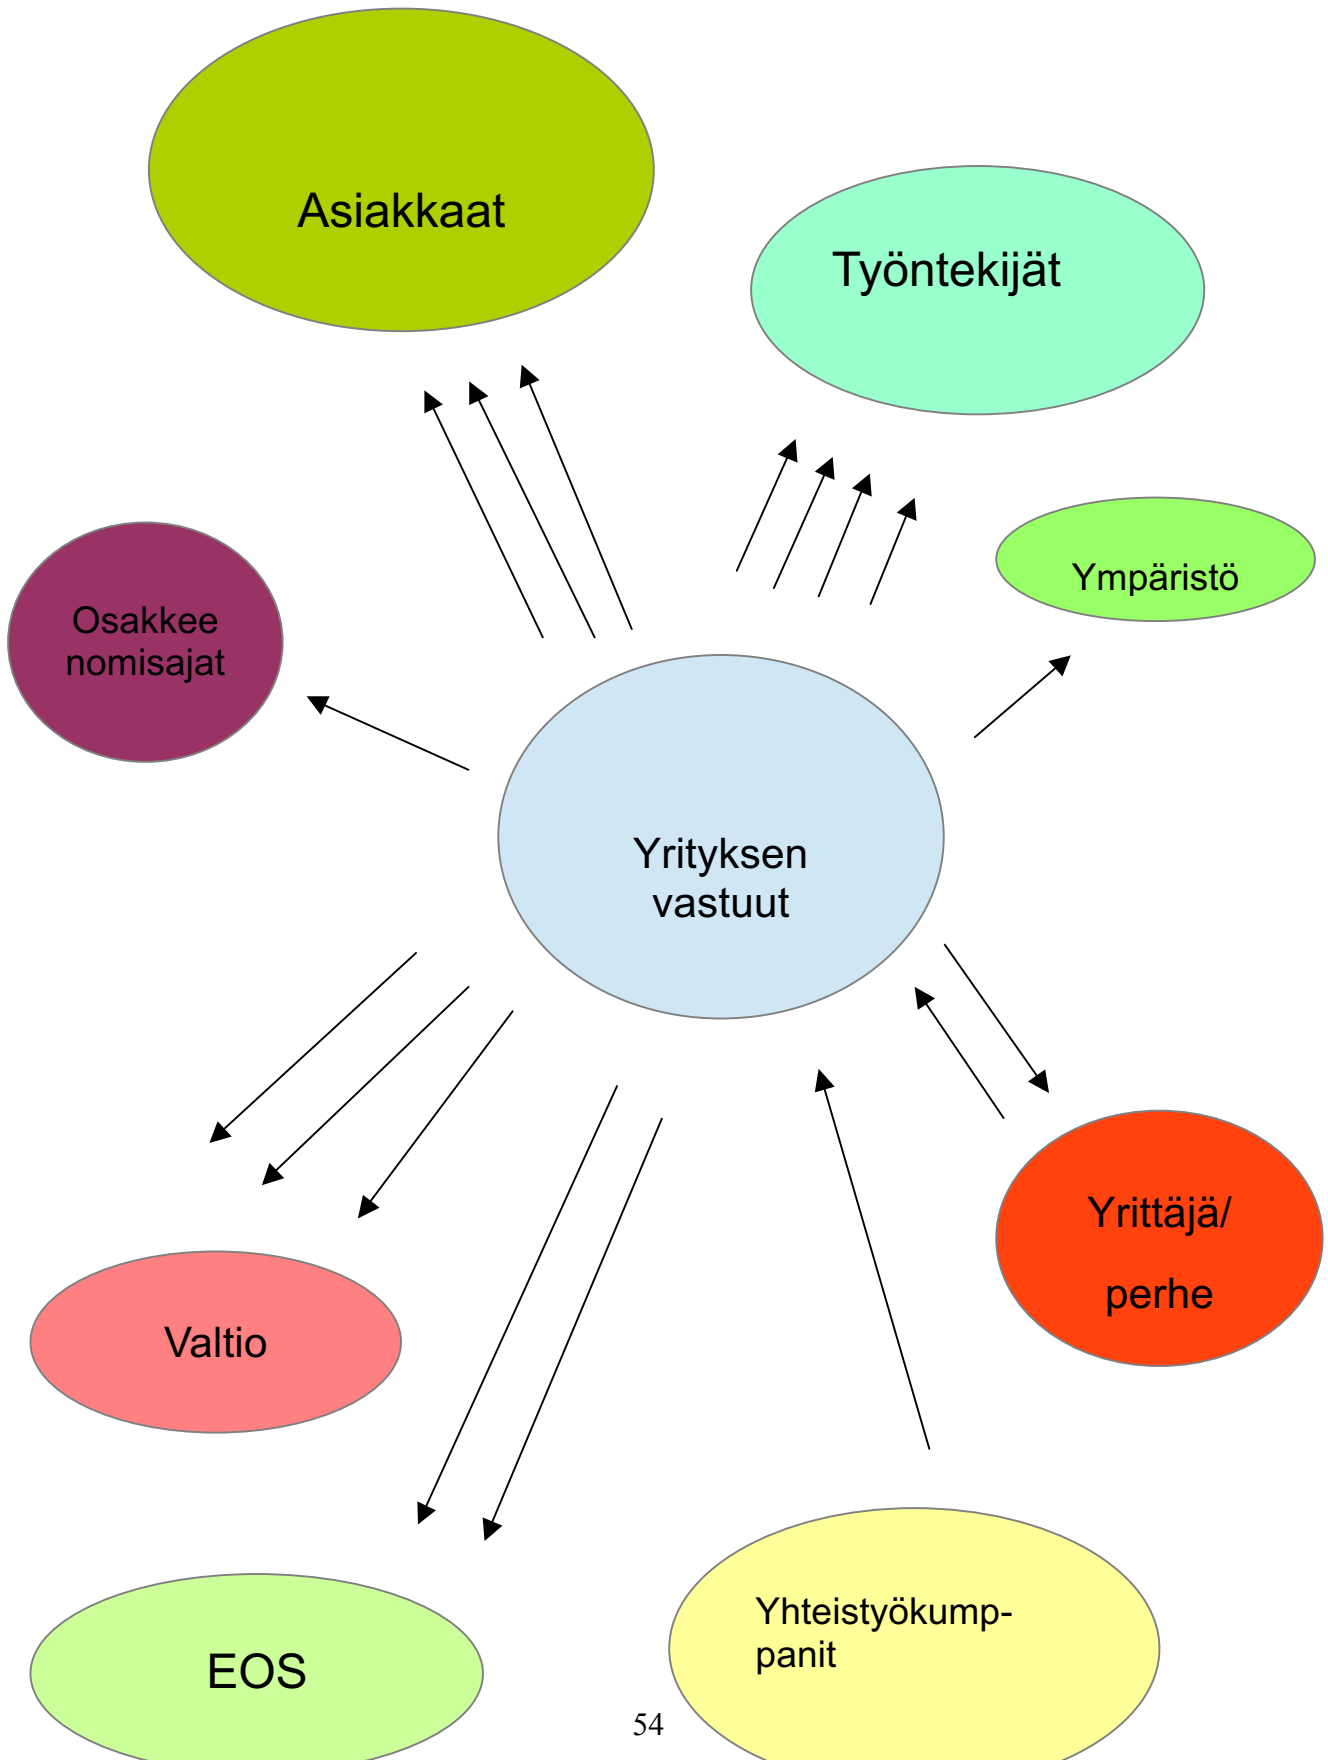 Asiakkaat
Työntekijät
Ympäristö
Osakkee
nomisajat
Yrityksen
vastuut
Yrittäjä/
perhe
Valtio
Yhteistyökump-
panit
EOS
54